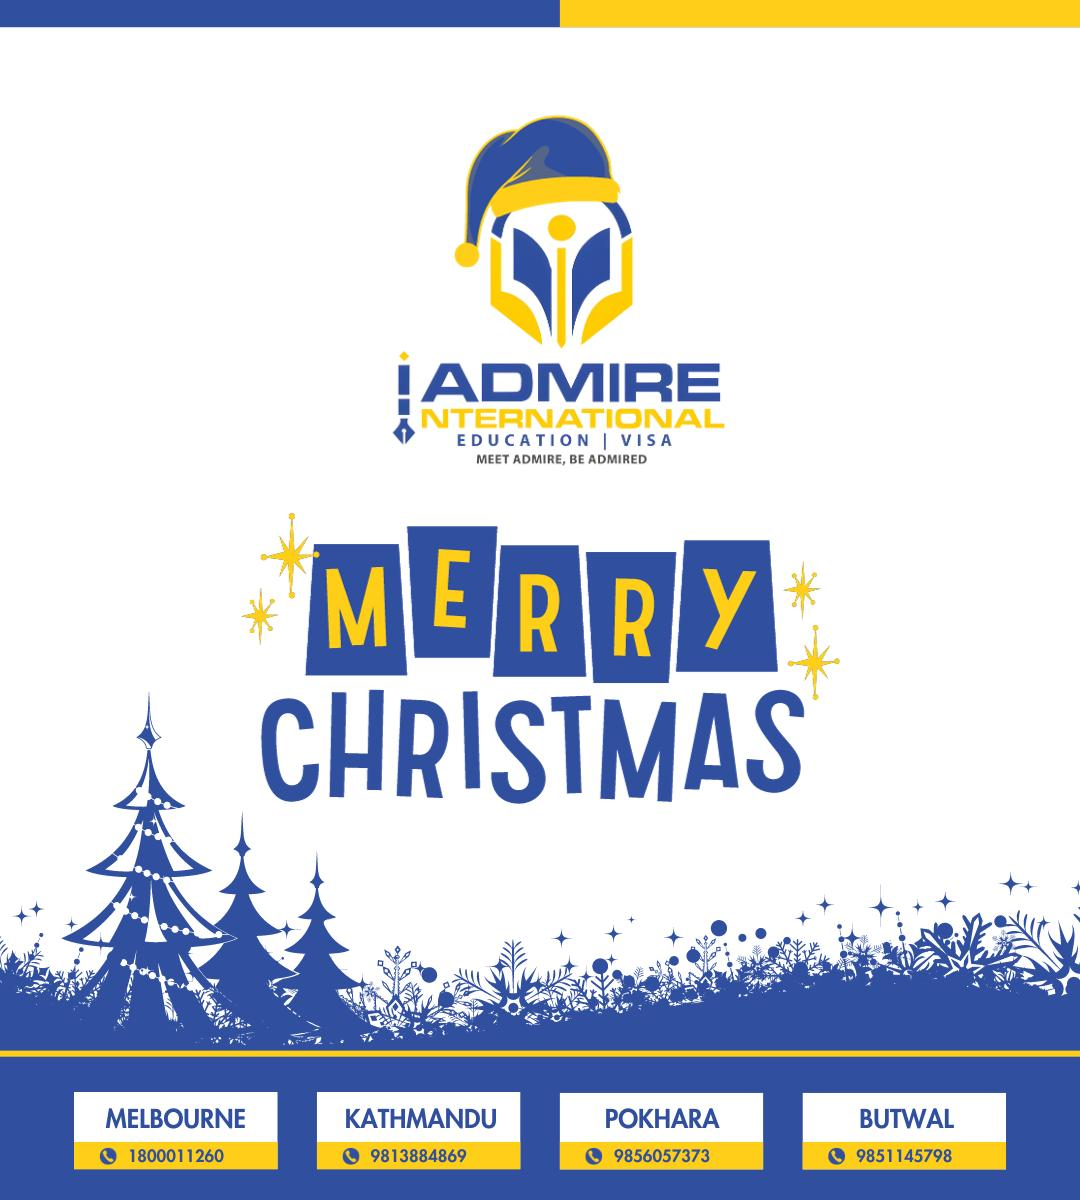 ADMIRE
INTERNATIONAL
EDUCATION | VISA
MEET ADMIRE, BE ADMIRED
MERRY
CHRISTMAS
MELBOURNE
1800011260
KATHMANDU
9813884869
POKHARA
9856057373
BUTWAL
9851145798